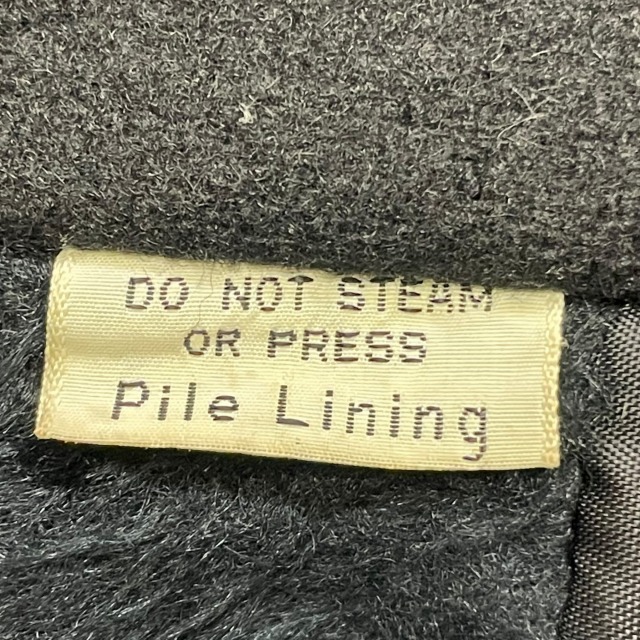 DO NOT STEAM
OR PRESS
Pile Lining